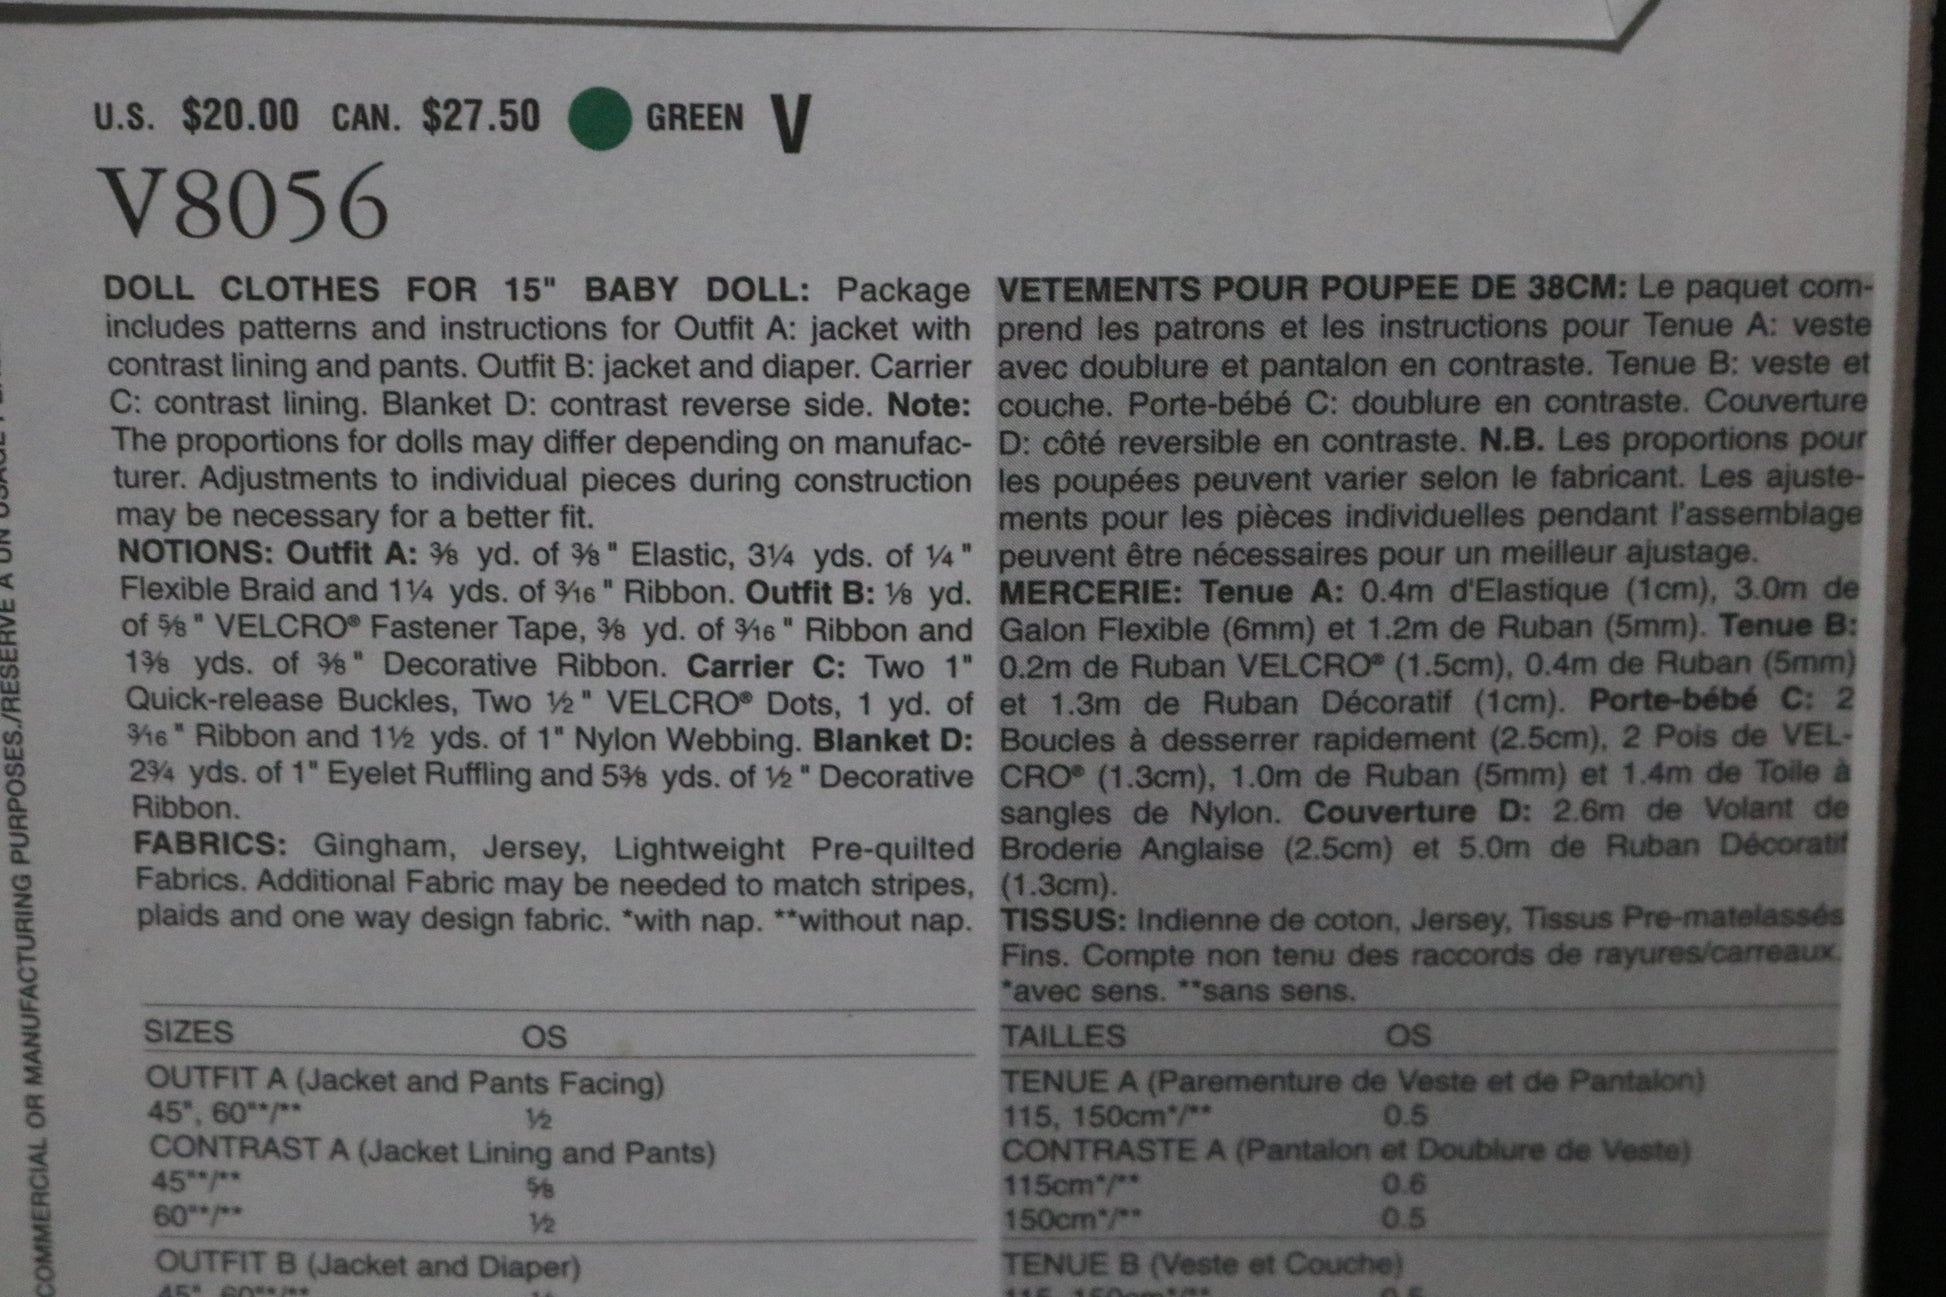 U.S. $20.00 CAN. $27.50 GREEN V
V8056
DOLL CLOTHES FOR 15" BABY DOLL: Package
includes patterns and instructions for Outfit A: jacket with
contrast lining and pants. Outfit B: jacket and diaper. Carrier
C: contrast lining. Blanket D: contrast reverse side. Note:
The proportions for dolls may differ depending on manufac-
turer. Adjustments to individual pieces during construction
may be necessary for a better fit.
NOTIONS: Outfit A: 3/8 yd. of 3/8" Elastic, 3 1/4 yds. of 1/4"
Flexible Braid and 1 1/4 yds. of 3/16" Ribbon. Outfit B: 1/8 yd.
of 5/8" VELCRO® Fastener Tape, 3/8 yd. of 3/16" Ribbon and
1 3/8 yds. of 3/8" Decorative Ribbon. Carrier C: Two 1"
Quick-release Buckles, Two 1/2" VELCRO® Dots, 1 yd. of
3/16" Ribbon and 1 1/2 yds. of 1" Nylon Webbing. Blanket D:
2 3/4 yds. of 1" Eyelet Ruffling and 5 3/8 yds. of 1/2" Decorative
Ribbon.
FABRICS: Gingham, Jersey, Lightweight Pre-quilted
Fabrics. Additional Fabric may be needed to match stripes,
plaids and one way design fabric. *with nap. **without nap.
SIZES OS
OUTFIT A (Jacket and Pants Facing)
45", 60"*/** 1/2
CONTRAST A (Jacket Lining and Pants)
45"*/** 5/8
60"*/** 1/2
OUTFIT B (Jacket and Diaper)
45", 60"*/**
VETEMENTS POUR POUPEE DE 38CM: Le paquet com-
prend les patrons et les instructions pour Tenue A: veste
avec doublure et pantalon en contraste. Tenue B: veste et
couche. Porte-bébé C: doublure en contraste. Couverture
D: côté reversible en contraste. N.B. Les proportions pour
les poupées peuvent varier selon le fabricant. Les ajuste-
ments pour les pièces individuelles pendant l'assemblage
peuvent être nécessaires pour un meilleur ajustage.
MERCERIE: Tenue A: 0.4m d'Elastique (1cm), 3.0m de
Galon Flexible (6mm) et 1.2m de Ruban (5mm). Tenue B:
0.2m de Ruban VELCRO® (1.5cm), 0.4m de Ruban (5mm)
et 1.3m de Ruban Décoratif (1cm). Porte-bébé C: 2
Boucles à desserrer rapidement (2.5cm), 2 Pois de VEL-
CRO® (1.3cm), 1.0m de Ruban (5mm) et 1.4m de Toile à
sangles de Nylon. Couverture D: 2.6m de Volant de
Broderie Anglaise (2.5cm) et 5.0m de Ruban Décoratif
(1.3cm).
TISSUS: Indienne de coton, Jersey, Tissus Pre-matelassés
Fins. Compte non tenu des raccords de rayures/carreaux.
*avec sens. **sans sens.
TAILLES OS
TENUE A (Parementure de Veste et de Pantalon)
115, 150cm*/** 0.5
CONTRASTE A (Pantalon et Doublure de Veste)
115cm*/** 0.6
150cm*/** 0.5
TENUE B (Veste et Couche)
115, 150cm*/** 0.5
COMMERCIAL OR MANUFACTURING PURPOSES./RESERVE A UN USAGE